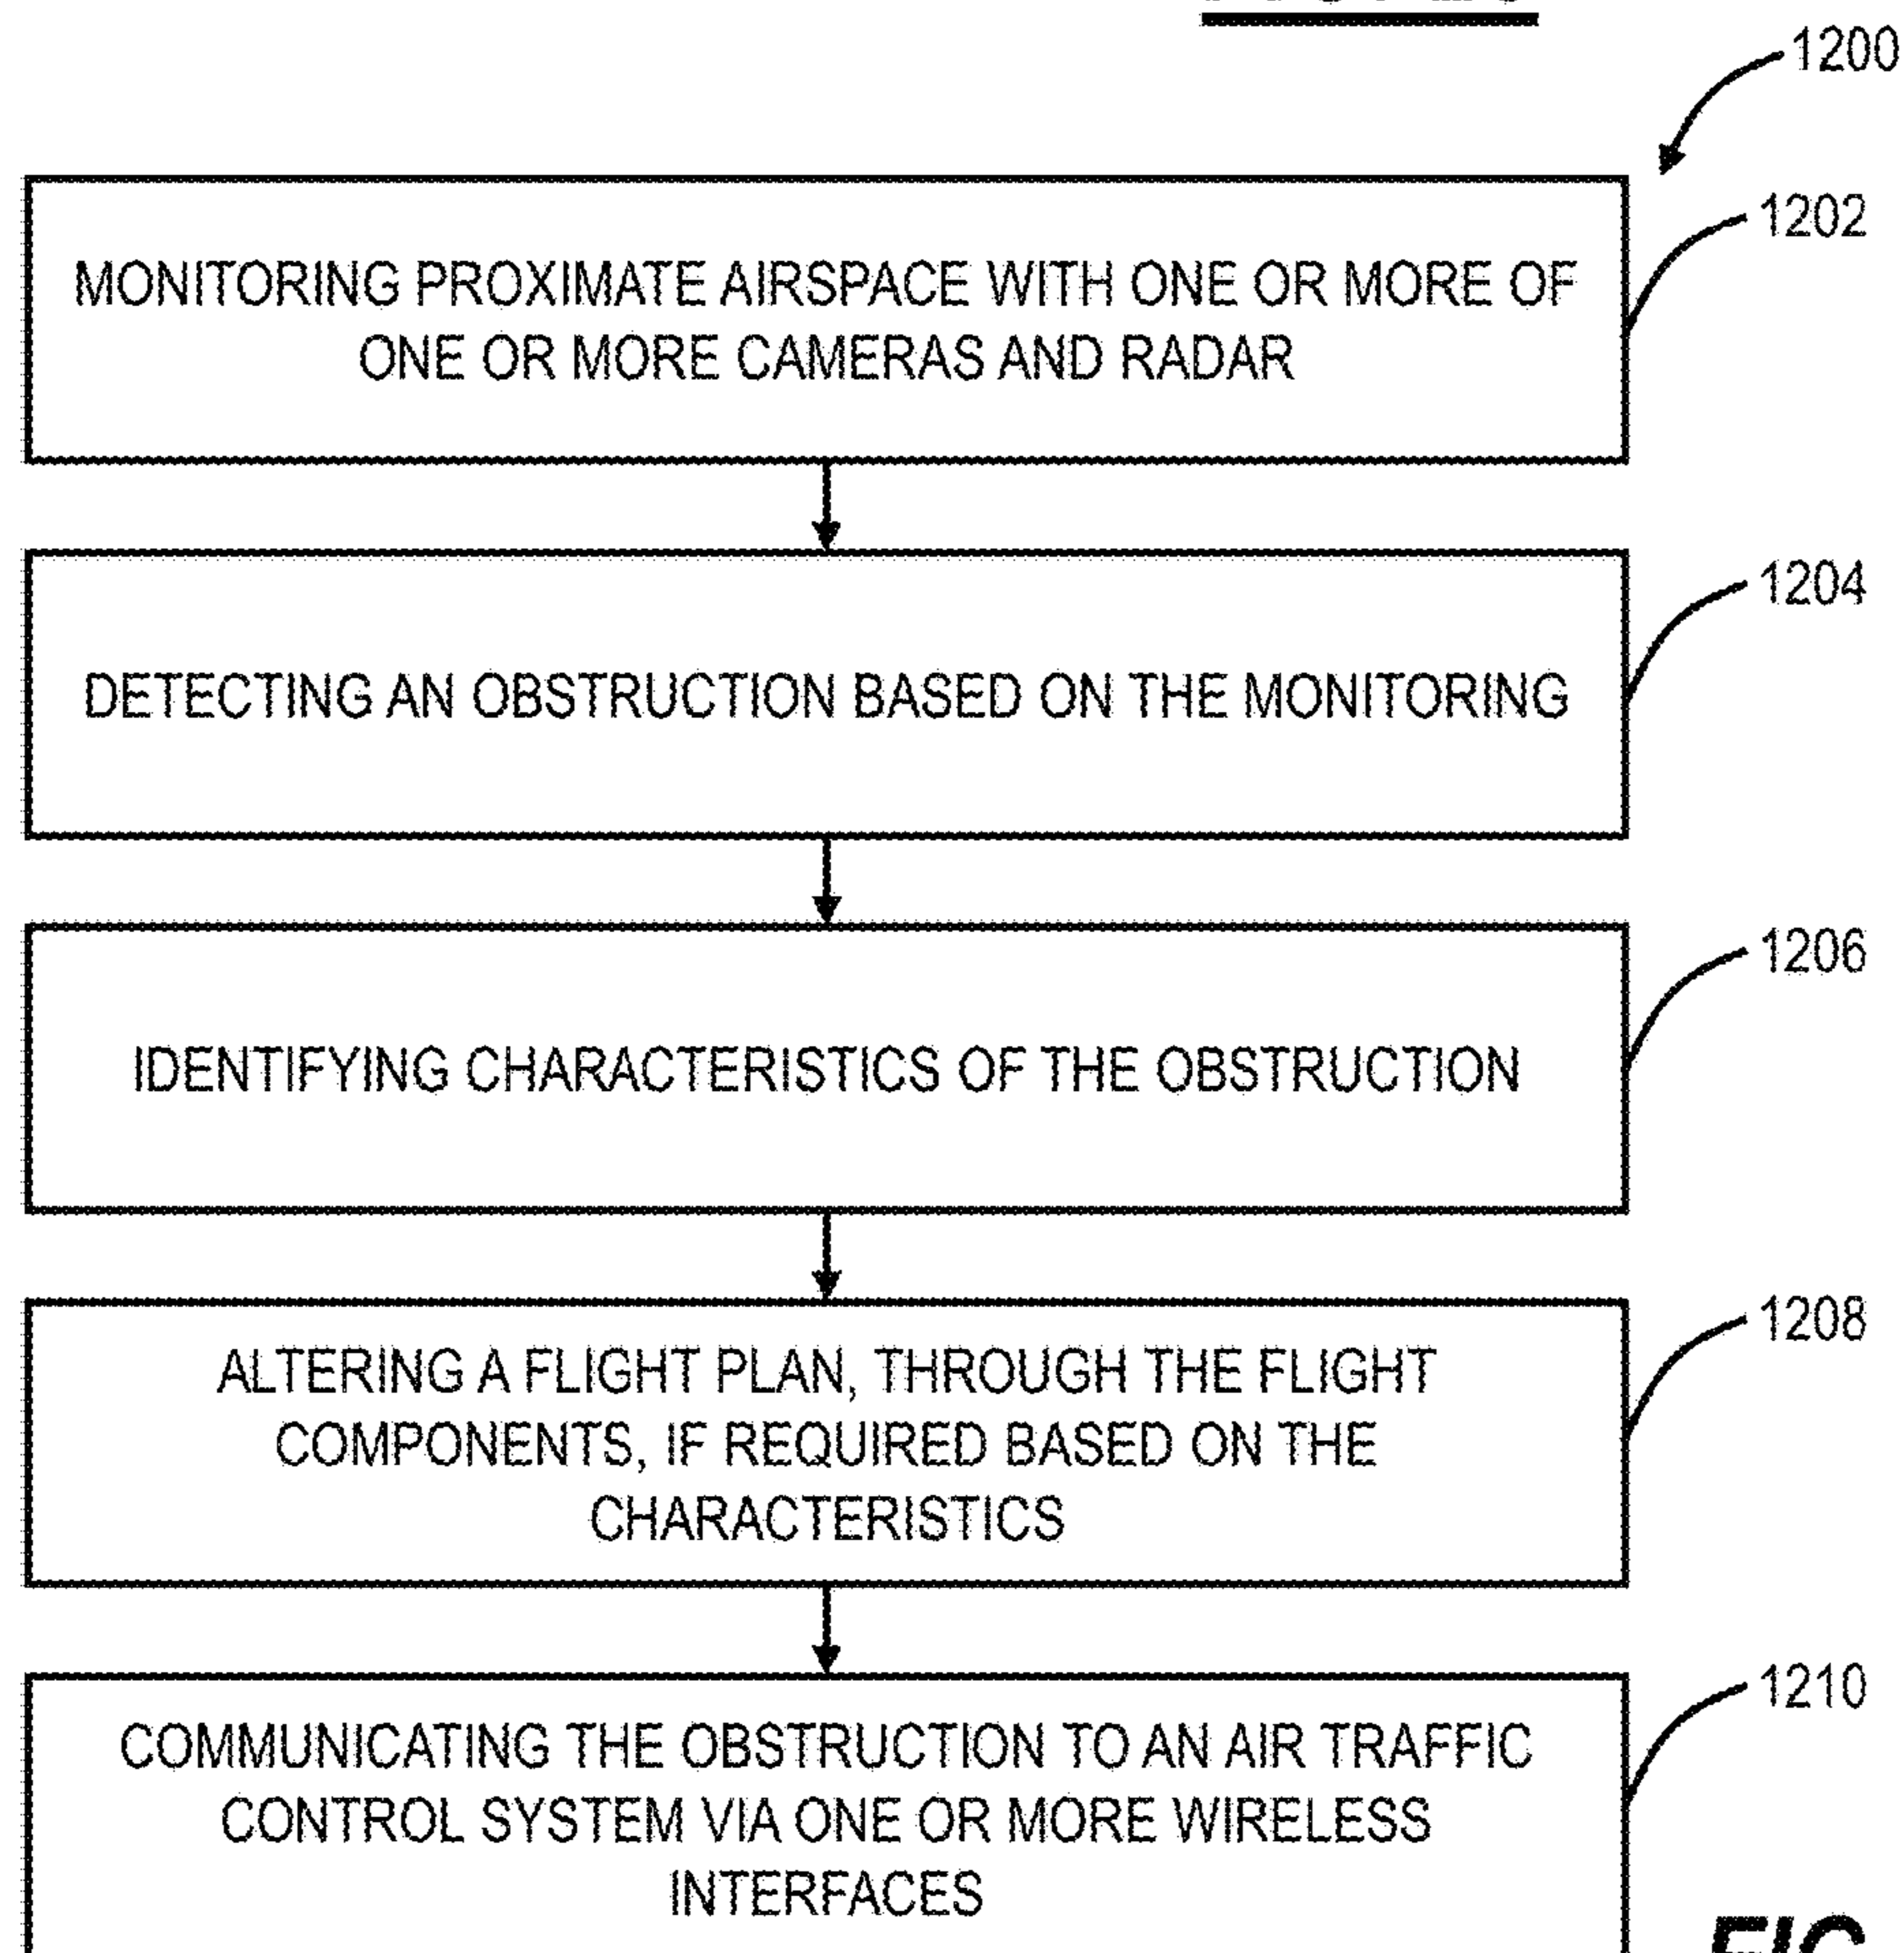 1200
1202
MONITORING PROXIMATE AIRSPACE WITH ONE OR MORE OF
ONE OR MORE CAMERAS AND RADAR
1204
DETECTING AN OBSTRUCTION BASED ON THE MONITORING
1206
IDENTIFYING CHARACTERISTICS OF THE OBSTRUCTION
1208
ALTERING A FLIGHT PLAN, THROUGH THE FLIGHT
COMPONENTS, IF REQUIRED BASED ON THE
CHARACTERISTICS
1210
COMMUNICATING THE OBSTRUCTION TO AN AIR TRAFFIC
CONTROL SYSTEM VIA ONE OR MORE WIRELESS
INTERFACES
FIG